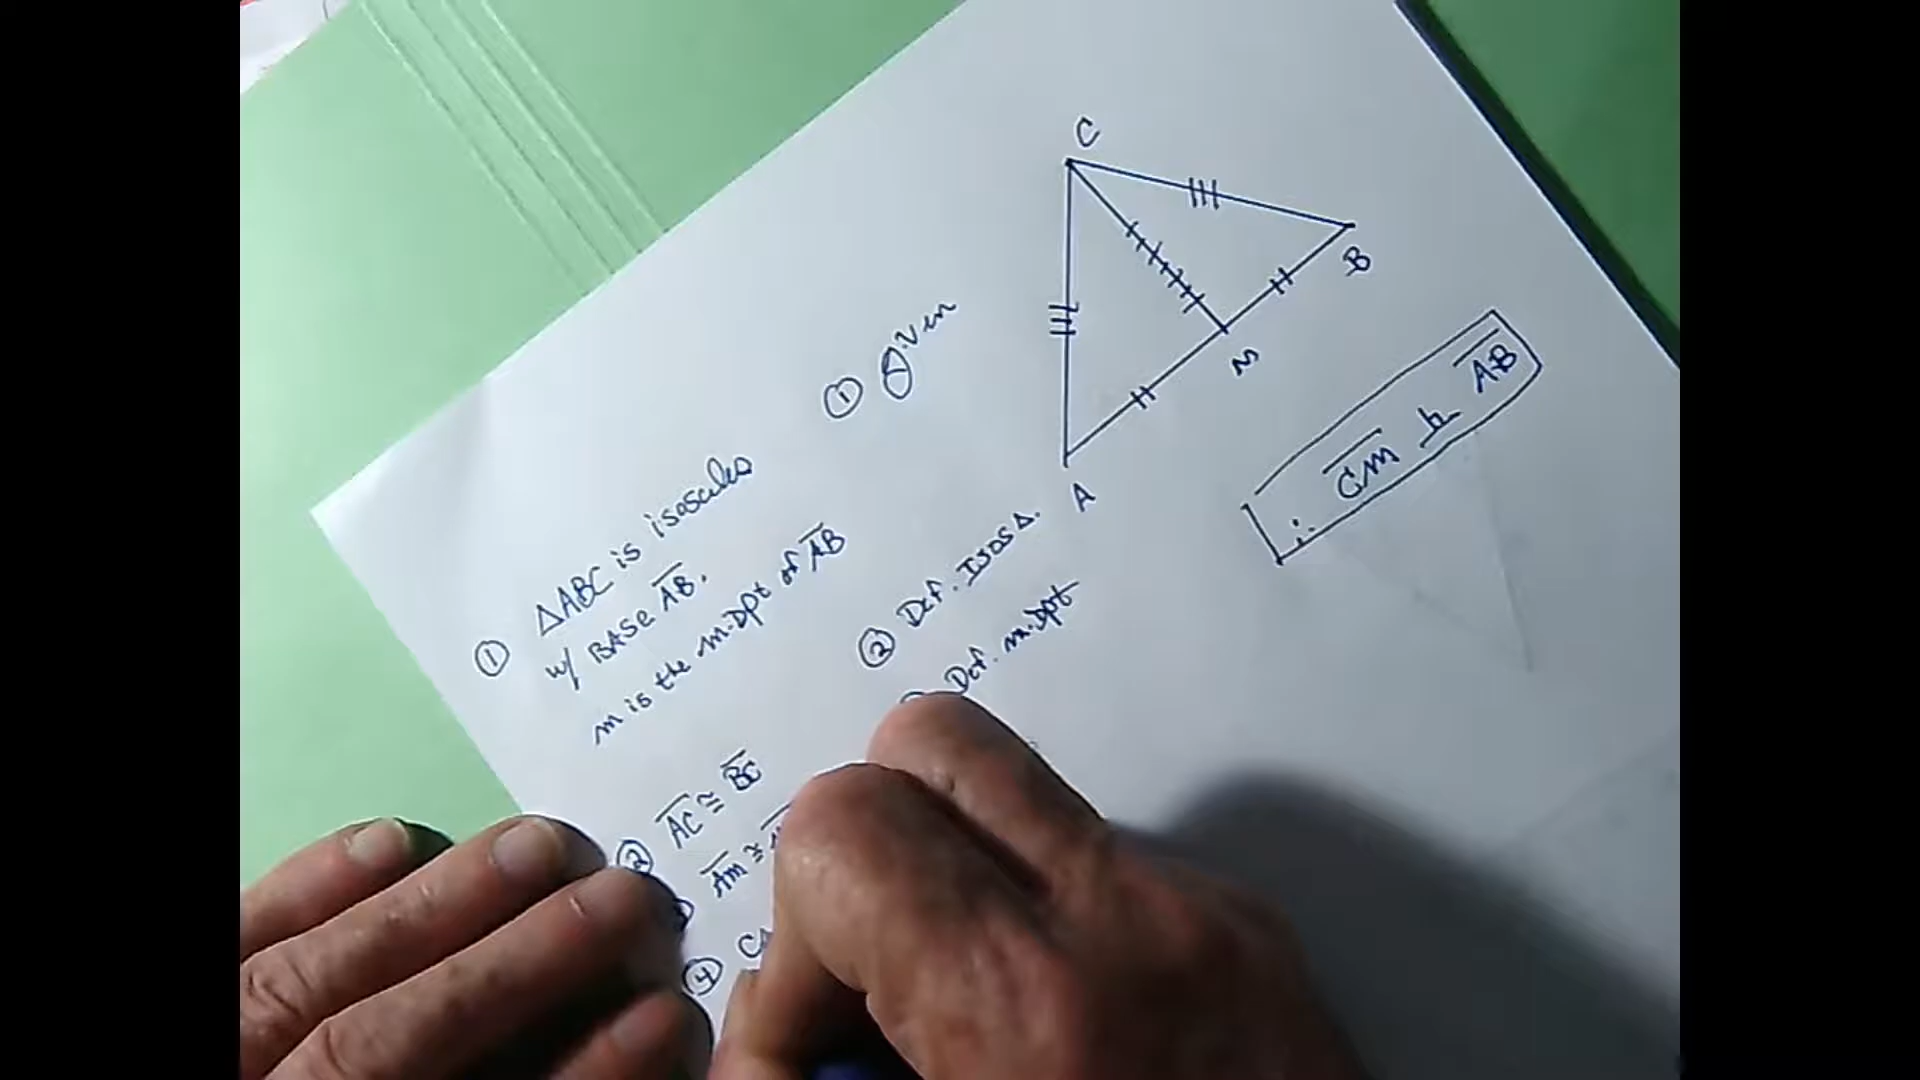 C
B
M
A
∴ CM ⊥ AB
① △ABC is isosceles
w/ BASE AB.
M is the midpt of AB
① Given
② AC ≅ BC
② Def. Isos △.
AM ≅
Def. midpt
④